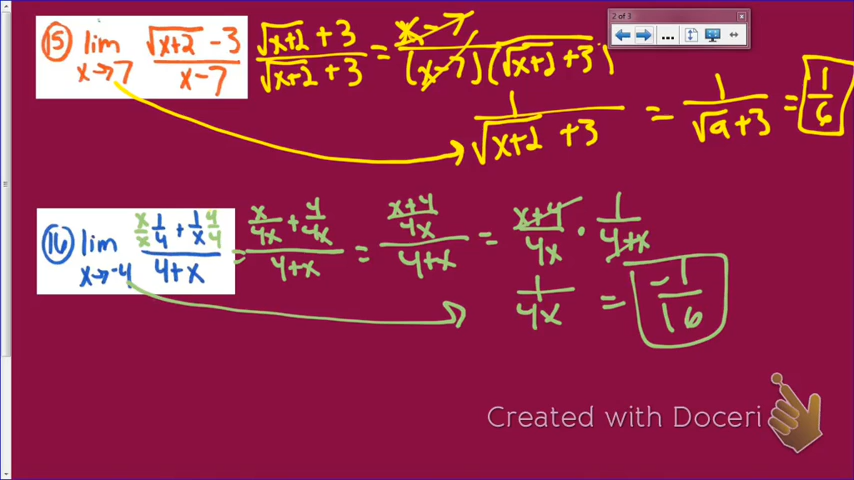 2 of 3
15 lim x→7 (√(x+2) - 3)/(x-7) (√(x+2) + 3)/(√(x+2) + 3) = (x-7)/((x-7)(√(x+2) + 3))
1/(√(x+2) + 3) = 1/(√9 + 3) = 1/6
16 lim x→-4 (x/x 1/4 + 1/x 4/4)/(4+x) = (x/4x + 4/4x)/(4+x) = ((x+4)/4x)/(4+x) = (x+4)/4x · 1/(4+x)
1/4x = -1/16
Created with Doceri